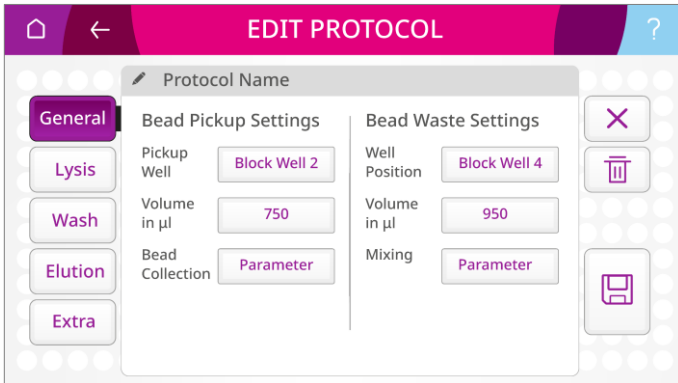 EDIT PROTOCOL
?
Protocol Name
General
Lysis
Wash
Elution
Extra
Bead Pickup Settings
Pickup
Well
Block Well 2
Volume
in µl
750
Bead
Collection
Parameter
Bead Waste Settings
Well
Position
Block Well 4
Volume
in µl
950
Mixing
Parameter